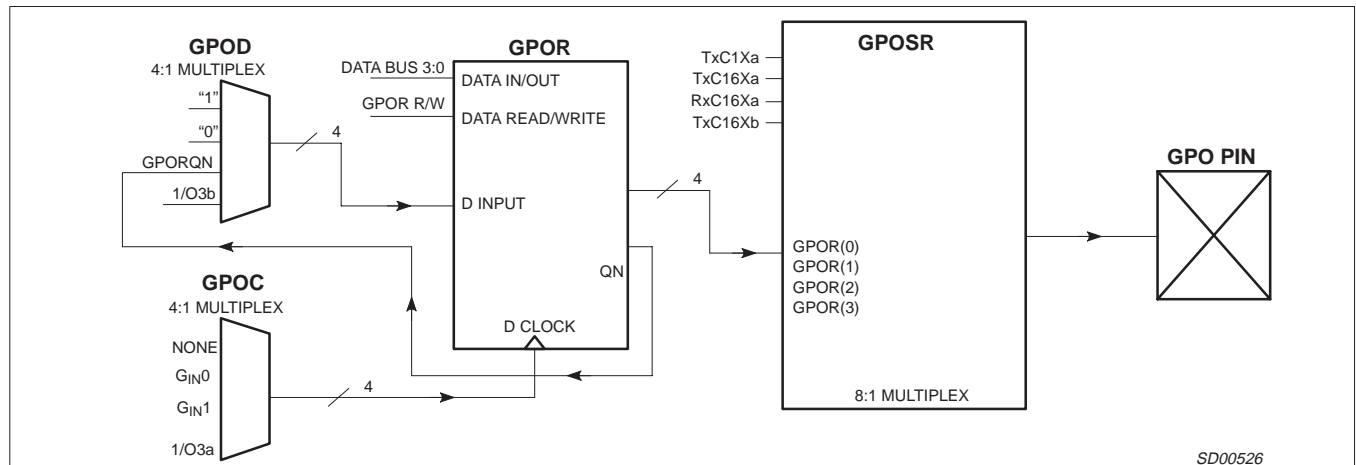 GPOD
4:1 MULTIPLEX
“1”
“0”
GPORQN
1/O3b
4
GPOC
4:1 MULTIPLEX
NONE
GIN0
GIN1
1/O3a
4
GPOR
DATA BUS 3:0
DATA IN/OUT
GPOR R/W
DATA READ/WRITE
D INPUT
QN
D CLOCK
4
GPOSR
TxC1Xa
TxC16Xa
RxC16Xa
TxC16Xb
GPOR(0)
GPOR(1)
GPOR(2)
GPOR(3)
8:1 MULTIPLEX
GPO PIN
SD00526